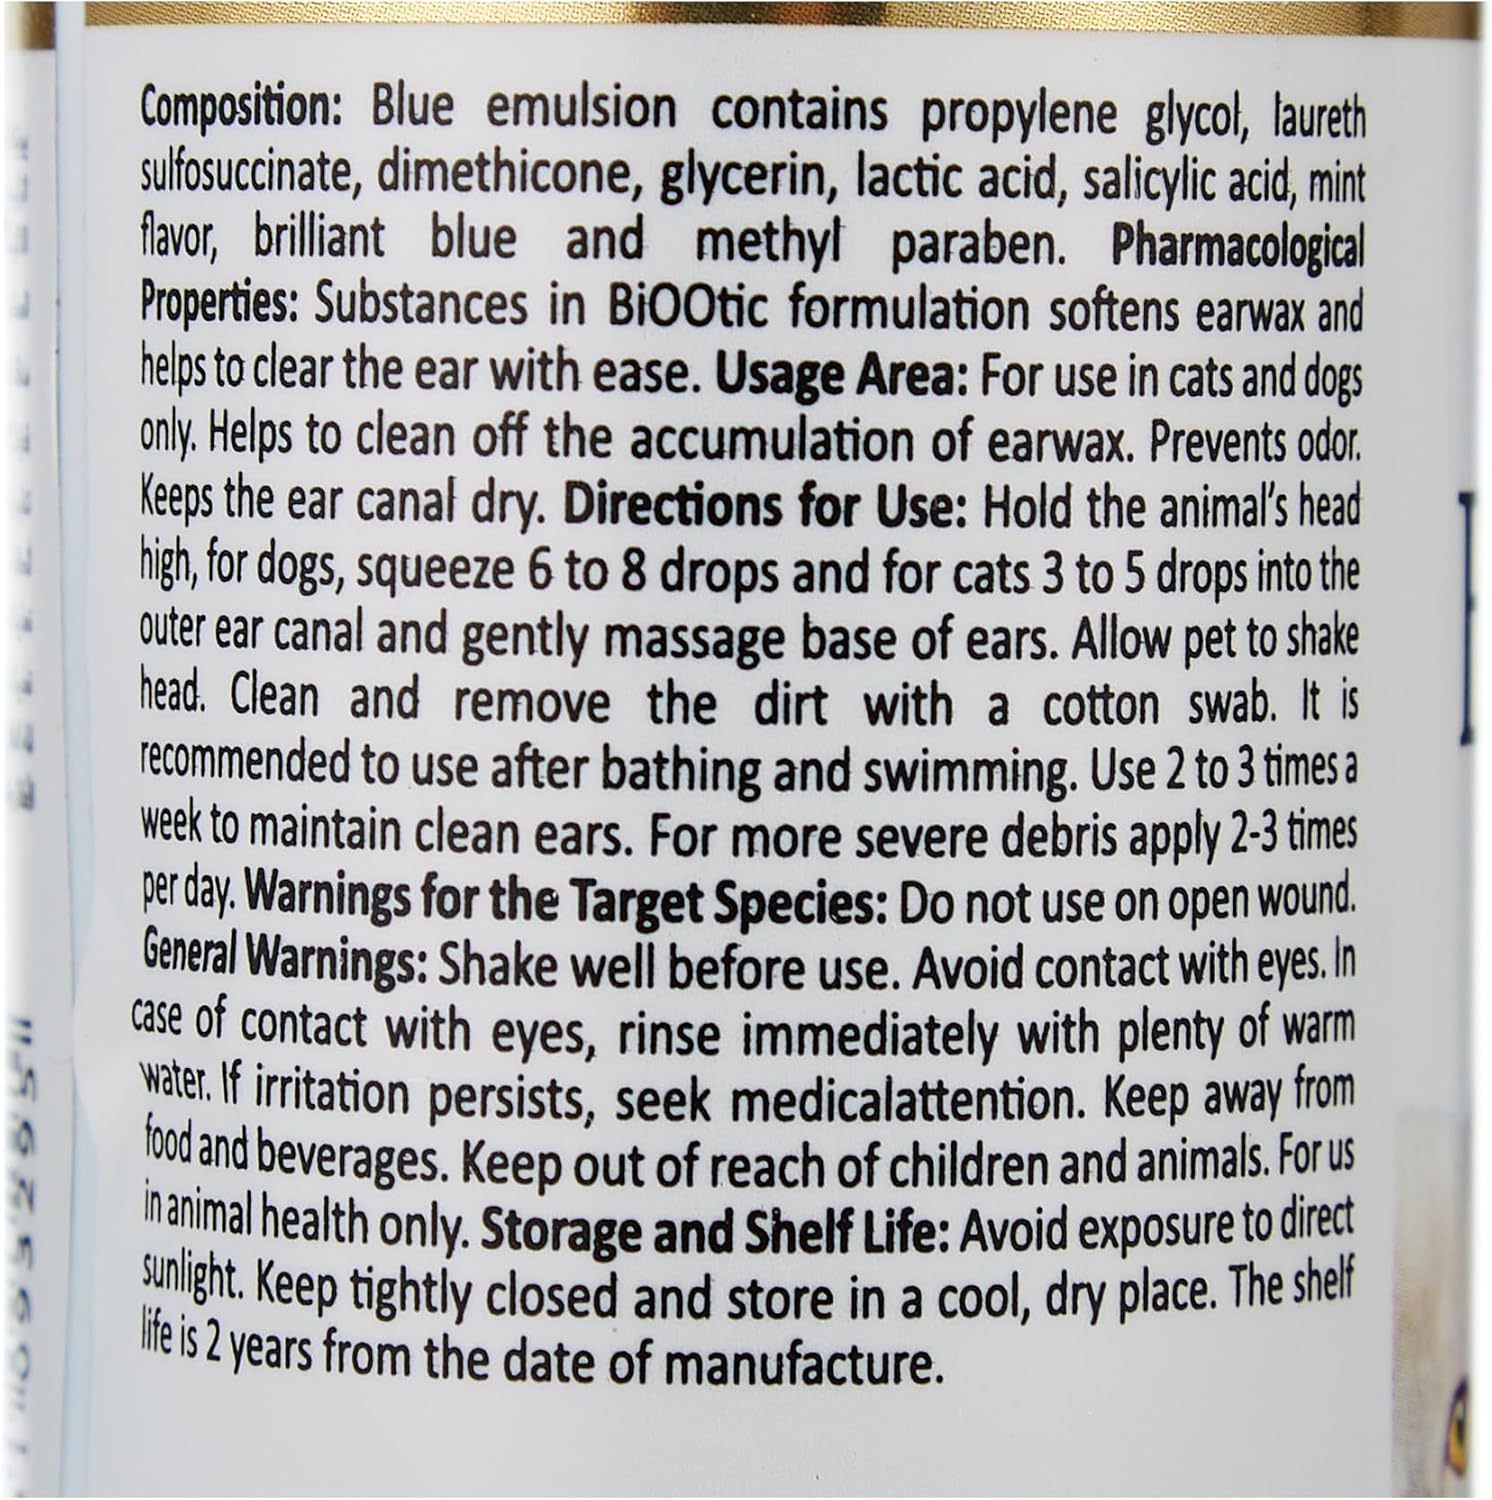 Composition: Blue emulsion contains propylene glycol, laureth
sulfosuccinate, dimethicone, glycerin, lactic acid, salicylic acid, mint
flavor, brilliant blue and methyl paraben. Pharmacological
Properties: Substances in BiOOtic formulation softens earwax and
helps to clear the ear with ease. Usage Area: For use in cats and dogs
only. Helps to clean off the accumulation of earwax. Prevents odor.
Keeps the ear canal dry. Directions for Use: Hold the animal's head
high, for dogs, squeeze 6 to 8 drops and for cats 3 to 5 drops into the
outer ear canal and gently massage base of ears. Allow pet to shake
head. Clean and remove the dirt with a cotton swab. It is
recommended to use after bathing and swimming. Use 2 to 3 times a
week to maintain clean ears. For more severe debris apply 2-3 times
per day. Warnings for the Target Species: Do not use on open wound.
General Warnings: Shake well before use. Avoid contact with eyes. In
case of contact with eyes, rinse immediately with plenty of warm
water. If irritation persists, seek medicalattention. Keep away from
food and beverages. Keep out of reach of children and animals. For us
in animal health only. Storage and Shelf Life: Avoid exposure to direct
sunlight. Keep tightly closed and store in a cool, dry place. The shelf
life is 2 years from the date of manufacture.